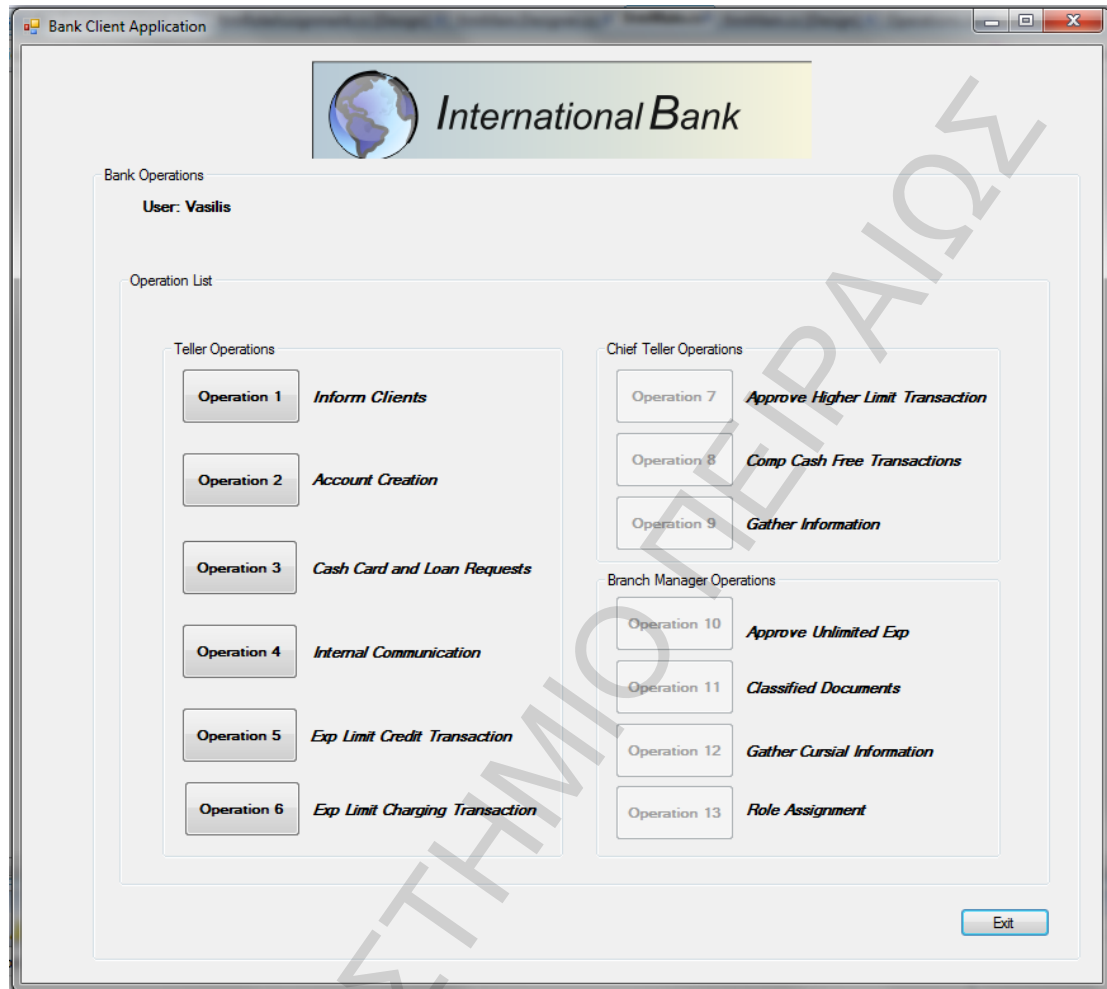 Bank Client Application
International Bank
Bank Operations
User: Vasilis
Operation List
Teller Operations
Operation 1 Inform Clients
Operation 2 Account Creation
Operation 3 Cash Card and Loan Requests
Operation 4 Internal Communication
Operation 5 Exp Limit Credit Transaction
Operation 6 Exp Limit Charging Transaction
Chief Teller Operations
Operation 7 Approve Higher Limit Transaction
Operation 8 Comp Cash Free Transactions
Operation 9 Gather Information
Branch Manager Operations
Operation 10 Approve Unlimited Exp
Operation 11 Classified Documents
Operation 12 Gather Cursial Information
Operation 13 Role Assignment
Exit
ΣΤΗΜΙΟ ΠΕΙΡΑΙΩΣ